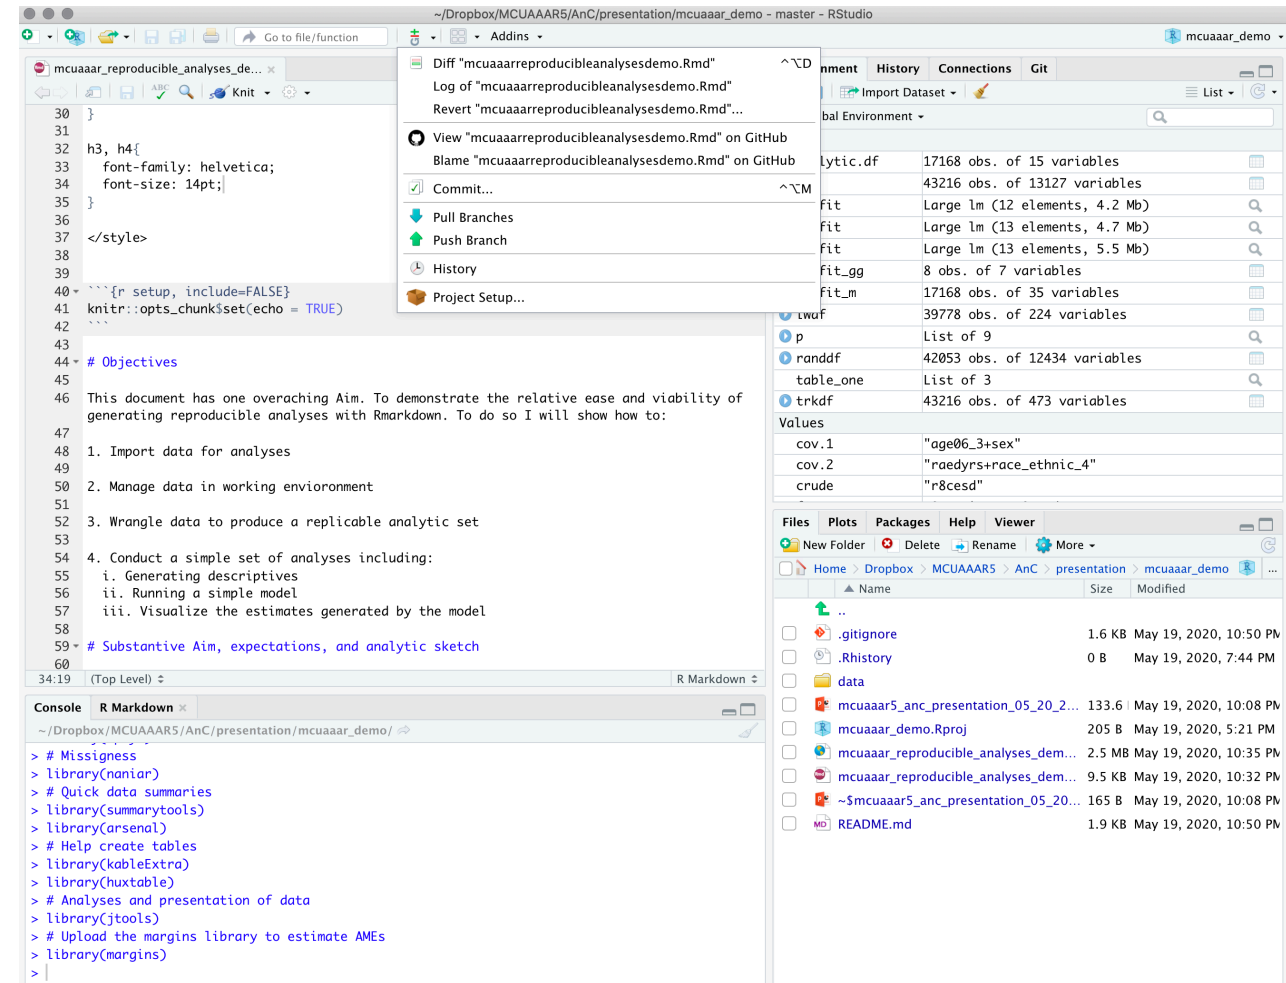 ~/Dropbox/MCUAAAR5/AnC/presentation/mcuaaar_demo - master - RStudio
Go to file/function
Git
Addins
mcuaaar_demo
mcuaaar_reproducible_analyses_de...
ABC
Knit
30 }
31
32 h3, h4{
33 font-family: helvetica;
34 font-size: 14pt;
35 }
36
37 </style>
38
39
40 ```{r setup, include=FALSE}
41 knitr::opts_chunk$set(echo = TRUE)
42 ```
43
44 # Objectives
45
46 This document has one overaching Aim. To demonstrate the relative ease and viability of
generating reproducible analyses with Rmarkdown. To do so I will show how to:
47
48 1. Import data for analyses
49
50 2. Manage data in working envioronment
51
52 3. Wrangle data to produce a replicable analytic set
53
54 4. Conduct a simple set of analyses including:
55 i. Generating descriptives
56 ii. Running a simple model
57 iii. Visualize the estimates generated by the model
58
59 # Substantive Aim, expectations, and analytic sketch
60
34:19 (Top Level) R Markdown
Diff "mcuaaarreproducibleanalysesdemo.Rmd" ^⌥D
Log of "mcuaaarreproducibleanalysesdemo.Rmd"
Revert "mcuaaarreproducibleanalysesdemo.Rmd"...
View "mcuaaarreproducibleanalysesdemo.Rmd" on GitHub
Blame "mcuaaarreproducibleanalysesdemo.Rmd" on GitHub
Commit... ^⌥M
Pull Branches
Push Branch
History
Project Setup...
Console R Markdown
~/Dropbox/MCUAAAR5/AnC/presentation/mcuaaar_demo/
> # Missigness
> library(naniar)
> # Quick data summaries
> library(summarytools)
> library(arsenal)
> # Help create tables
> library(kableExtra)
> library(huxtable)
> # Analyses and presentation of data
> library(jtools)
> # Upload the margins library to estimate AMEs
> library(margins)
>
nment History Connections Git
Import Dataset List
bal Environment
lytic.df 17168 obs. of 15 variables
43216 obs. of 13127 variables
fit Large lm (12 elements, 4.2 Mb)
fit Large lm (13 elements, 4.7 Mb)
fit Large lm (13 elements, 5.5 Mb)
fit_gg 8 obs. of 7 variables
fit_m 17168 obs. of 35 variables
39778 obs. of 224 variables
p List of 9
randdf 42053 obs. of 12434 variables
table_one List of 3
trkdf 43216 obs. of 473 variables
Values
cov.1 "age06_3+sex"
cov.2 "raedyrs+race_ethnic_4"
crude "r8cesd"
Files Plots Packages Help Viewer
New Folder Delete Rename More
Home > Dropbox > MCUAAAR5 > AnC > presentation > mcuaaar_demo ...
Name Size Modified
..
.gitignore 1.6 KB May 19, 2020, 10:50 PM
.Rhistory 0 B May 19, 2020, 7:44 PM
data
mcuaaar5_anc_presentation_05_20_2... 133.6 May 19, 2020, 10:08 PM
mcuaaar_demo.Rproj 205 B May 19, 2020, 5:21 PM
mcuaaar_reproducible_analyses_dem... 2.5 MB May 19, 2020, 10:35 PM
mcuaaar_reproducible_analyses_dem... 9.5 KB May 19, 2020, 10:32 PM
~$mcuaaar5_anc_presentation_05_20... 165 B May 19, 2020, 10:08 PM
README.md 1.9 KB May 19, 2020, 10:50 PM